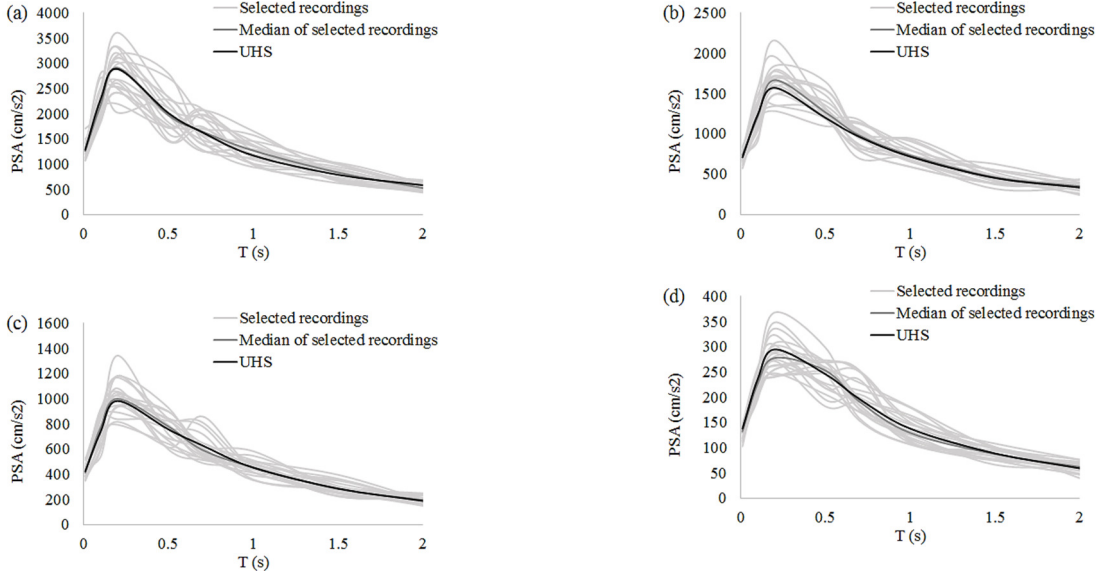 (a)
Selected recordings
Median of selected recordings
UHS
PSA (cm/s2)
4000
3500
3000
2500
2000
1500
1000
500
0
0 0.5 1 1.5 2
T (s)
(b)
Selected recordings
Median of selected recordings
UHS
PSA (cm/s2)
2500
2000
1500
1000
500
0
0 0.5 1 1.5 2
T (s)
(c)
Selected recordings
Median of selected recordings
UHS
PSA (cm/s2)
1600
1400
1200
1000
800
600
400
200
0
0 0.5 1 1.5 2
T (s)
(d)
Selected recordings
Median of selected recordings
UHS
PSA (cm/s2)
400
350
300
250
200
150
100
50
0
0 0.5 1 1.5 2
T (s)